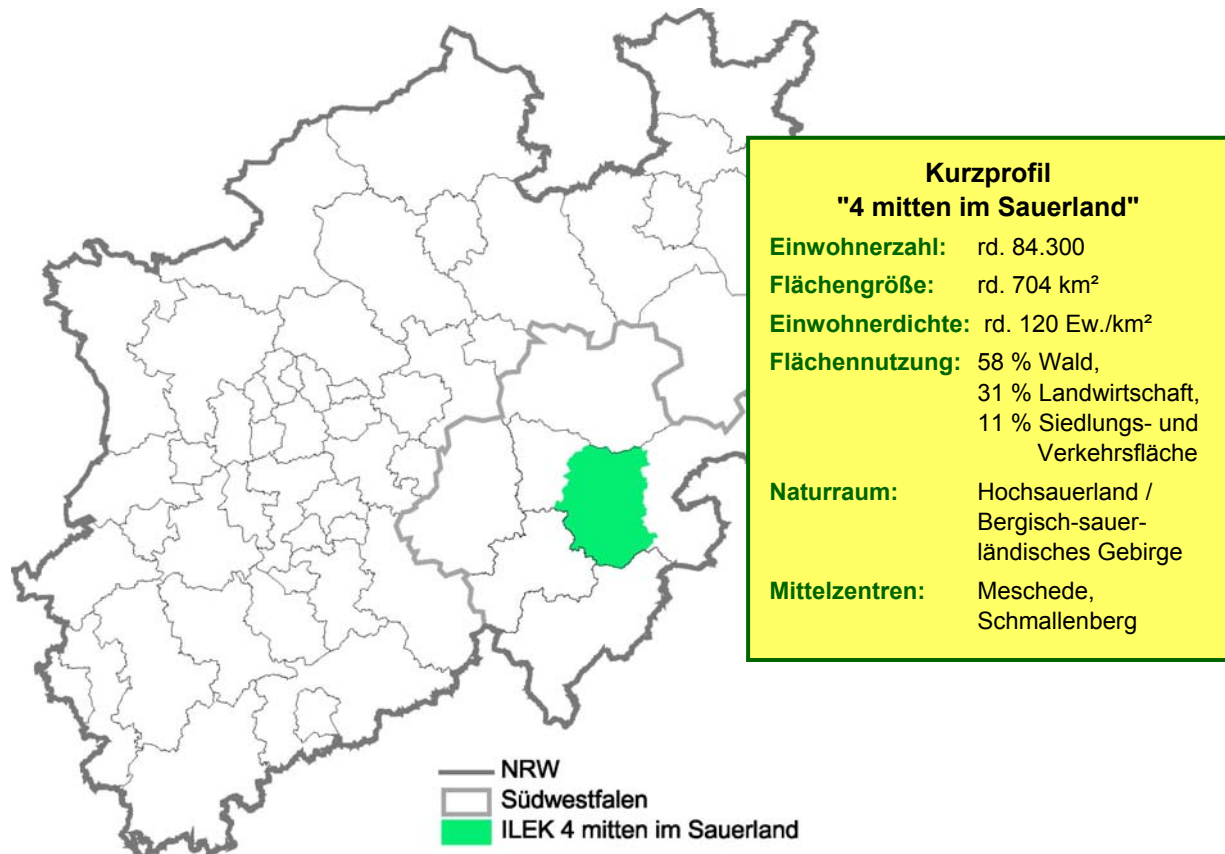 Kurzprofil
"4 mitten im Sauerland"
Einwohnerzahl: rd. 84.300
Flächengröße: rd. 704 km²
Einwohnerdichte: rd. 120 Ew./km²
Flächennutzung: 58 % Wald,
31 % Landwirtschaft,
11 % Siedlungs- und
Verkehrsfläche
Naturraum: Hochsauerland /
Bergisch-sauer-
ländisches Gebirge
Mittelzentren: Meschede,
Schmallenberg
NRW
Südwestfalen
ILEK 4 mitten im Sauerland